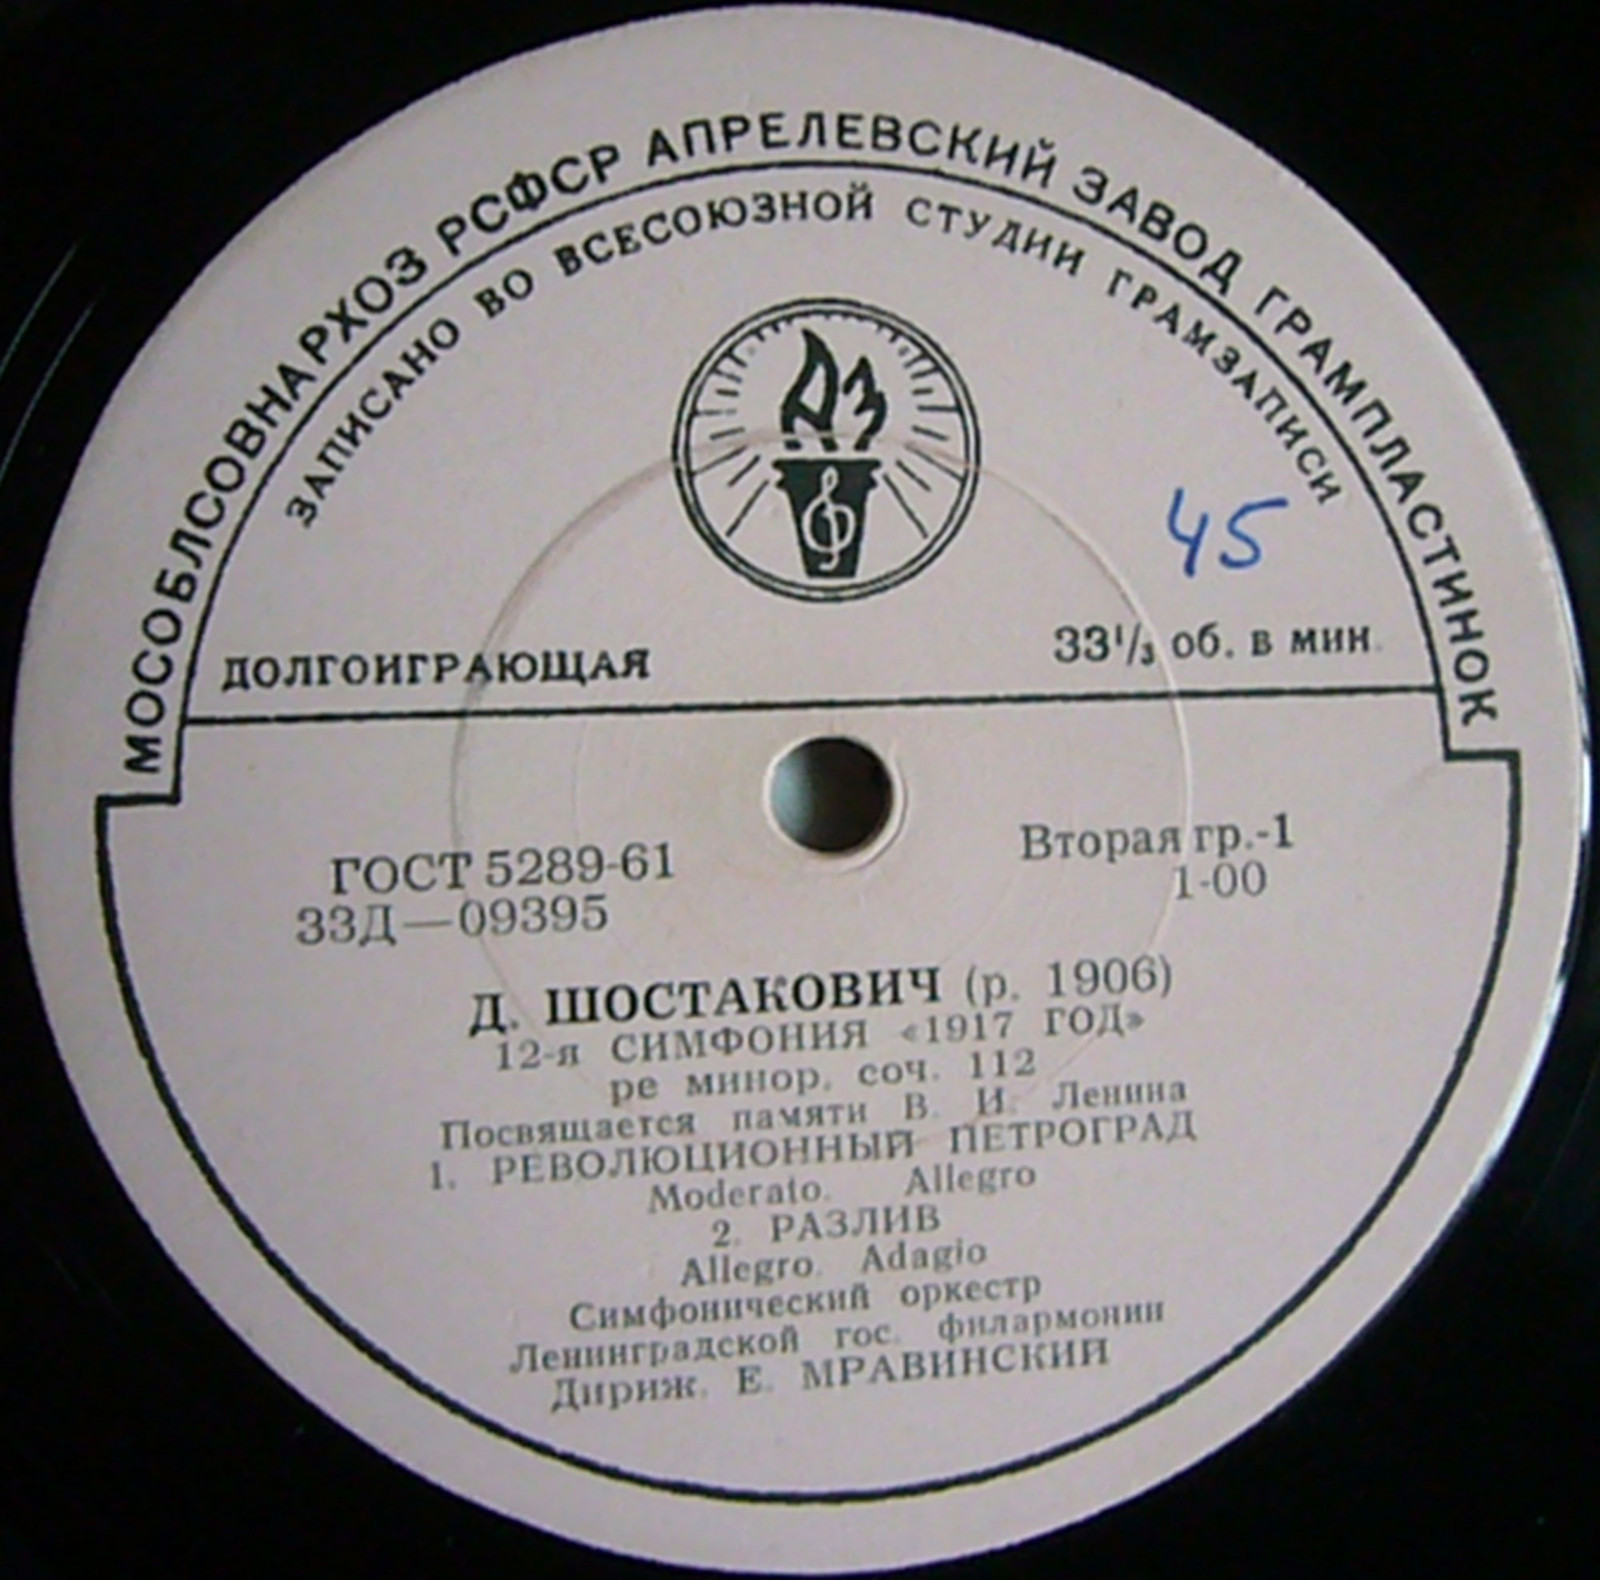 МОСОБЛСОВНАРХОЗ РСФСР АПРЕЛЕВСКИЙ ЗАВОД ГРАМПЛАСТИНОК
ЗАПИСАНО ВО ВСЕСОЮЗНОЙ СТУДИИ ГРАМЗАПИСИ
АЗ
45
ДОЛГОИГРАЮЩАЯ 33⅓ об. в мин.
ГОСТ 5289-61 Вторая гр.-1
33Д—09395 1-00
Д. ШОСТАКОВИЧ (р. 1906)
12-я СИМФОНИЯ «1917 ГОД»
ре минор, соч. 112
Посвящается памяти В. И. Ленина
1. РЕВОЛЮЦИОННЫЙ ПЕТРОГРАД
Moderato. Allegro
2. РАЗЛИВ
Allegro. Adagio
Симфонический оркестр
Ленинградской гос. филармонии
Дириж. Е. МРАВИНСКИЙ